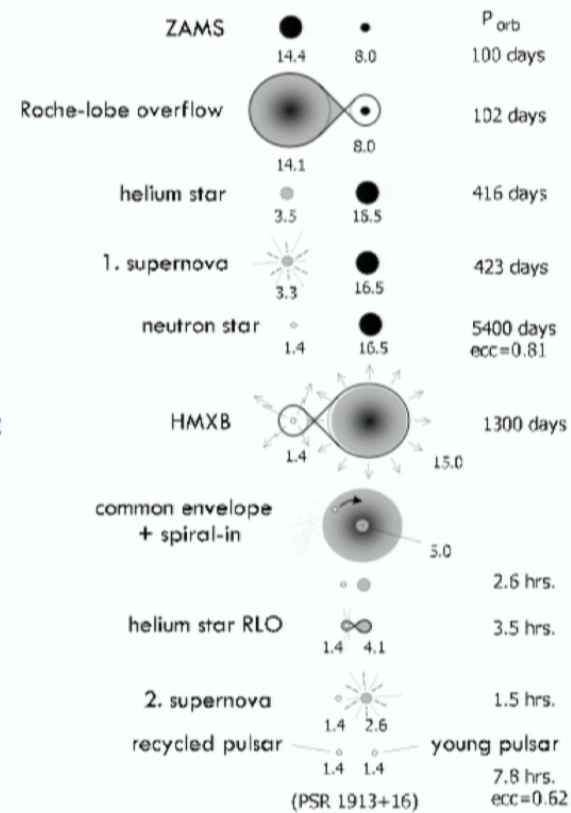 ZAMS P orb
14.4 8.0 100 days
Roche-lobe overflow 102 days
8.0
14.1
helium star 416 days
3.5 16.5
1. supernova 423 days
3.3 16.5
neutron star 5400 days
1.4 16.5 ecc=0.81
HMXB 1300 days
1.4 15.0
common envelope
+ spiral-in
5.0
2.6 hrs.
helium star RLO 3.5 hrs.
1.4 4.1
2. supernova 1.5 hrs.
1.4 2.6
recycled pulsar young pulsar
1.4 1.4 7.8 hrs.
(PSR 1913+16) ecc=0.62